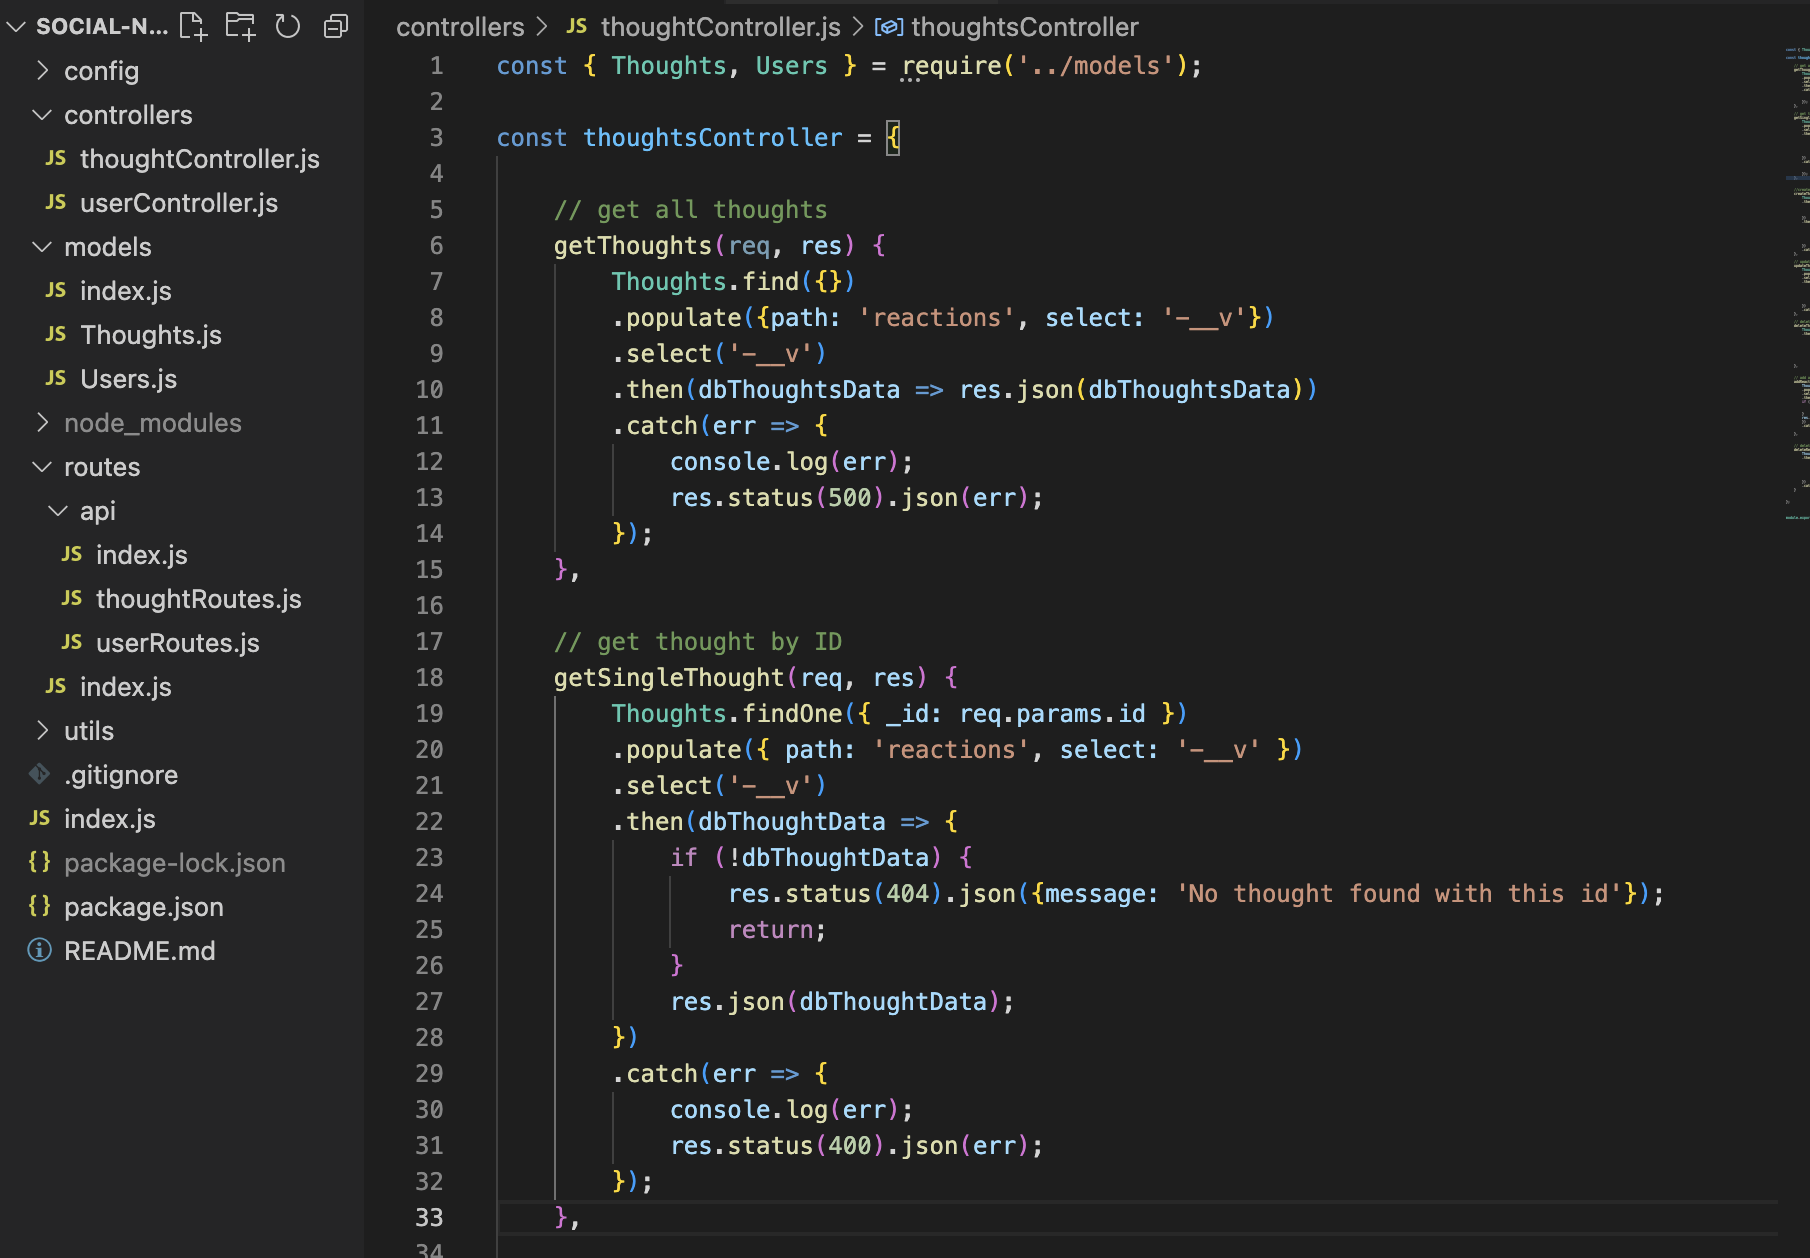 SOCIAL-N...
config
controllers
JS thoughtController.js
JS userController.js
models
JS index.js
JS Thoughts.js
JS Users.js
node_modules
routes
api
JS index.js
JS thoughtRoutes.js
JS userRoutes.js
JS index.js
utils
.gitignore
JS index.js
{} package-lock.json
{} package.json
README.md
controllers > JS thoughtController.js > thoughtsController
1 const { Thoughts, Users } = require('../models');
2
3 const thoughtsController = {
4
5 // get all thoughts
6 getThoughts(req, res) {
7 Thoughts.find({})
8 .populate({path: 'reactions', select: '-__v'})
9 .select('-__v')
10 .then(dbThoughtsData => res.json(dbThoughtsData))
11 .catch(err => {
12 console.log(err);
13 res.status(500).json(err);
14 });
15 },
16
17 // get thought by ID
18 getSingleThought(req, res) {
19 Thoughts.findOne({ _id: req.params.id })
20 .populate({ path: 'reactions', select: '-__v' })
21 .select('-__v')
22 .then(dbThoughtData => {
23 if (!dbThoughtData) {
24 res.status(404).json({message: 'No thought found with this id'});
25 return;
26 }
27 res.json(dbThoughtData);
28 })
29 .catch(err => {
30 console.log(err);
31 res.status(400).json(err);
32 });
33 },
34